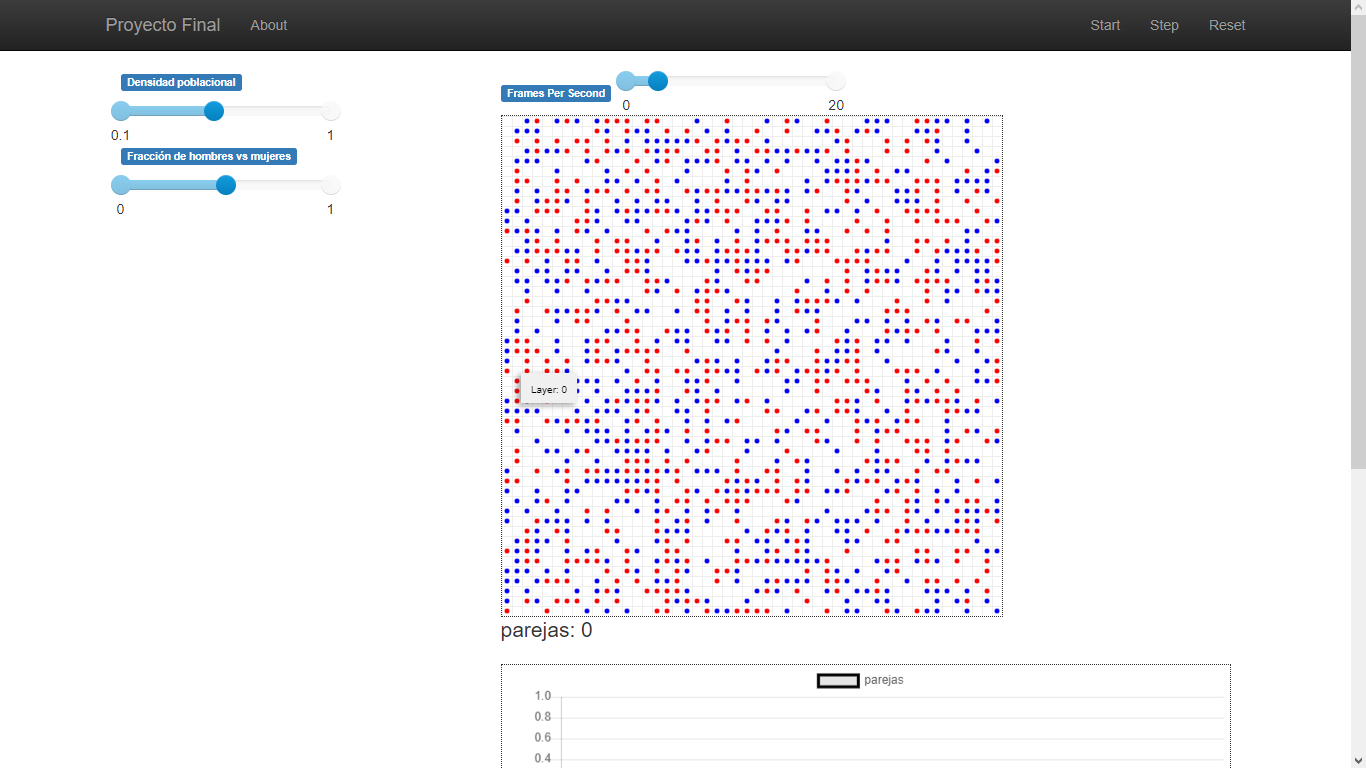 Proyecto Final About Start Step Reset
Densidad poblacional
0.1 1
Fracción de hombres vs mujeres
0 1
Frames Per Second
0 20
Layer: 0
parejas: 0
parejas
1.0
0.8
0.6
0.4